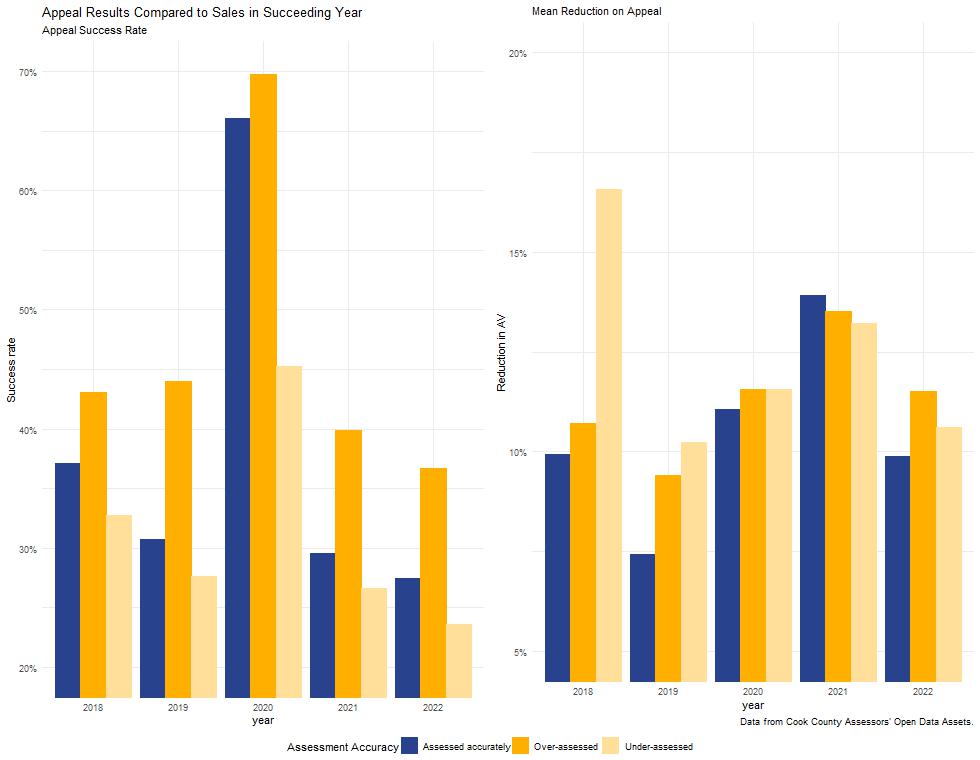 Appeal Results Compared to Sales in Succeeding Year
Appeal Success Rate
70%
60%
50%
40%
30%
20%
Success rate
2018 2019 2020 2021 2022
year
Mean Reduction on Appeal
20%
15%
10%
5%
Reduction in AV
2018 2019 2020 2021 2022
year
Data from Cook County Assessors' Open Data Assets.
Assessment Accuracy Assessed accurately Over-assessed Under-assessed